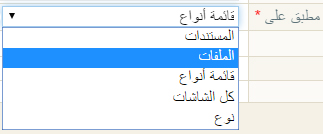 مطبق على *
قائمة أنواع
المستندات
الملفات
قائمة أنواع
كل الشاشات
نوع